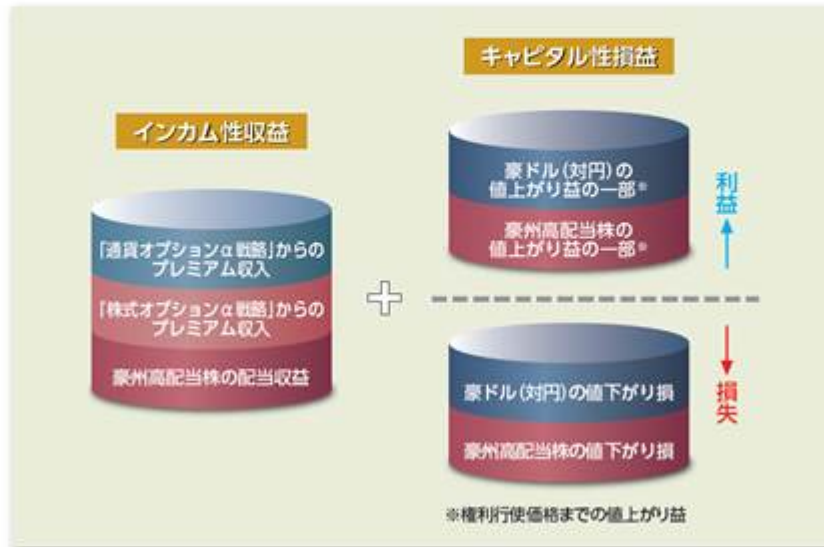 インカム性収益
「通貨オプションα戦略」からの
プレミアム収入
「株式オプションα戦略」からの
プレミアム収入
豪州高配当株の配当収益
キャピタル性損益
豪ドル(対円)の
値上がり益の一部※
豪州高配当株の
値上がり益の一部※
利益
豪ドル(対円)の値下がり損
豪州高配当株の値下がり損
損失
※権利行使価格までの値上がり益